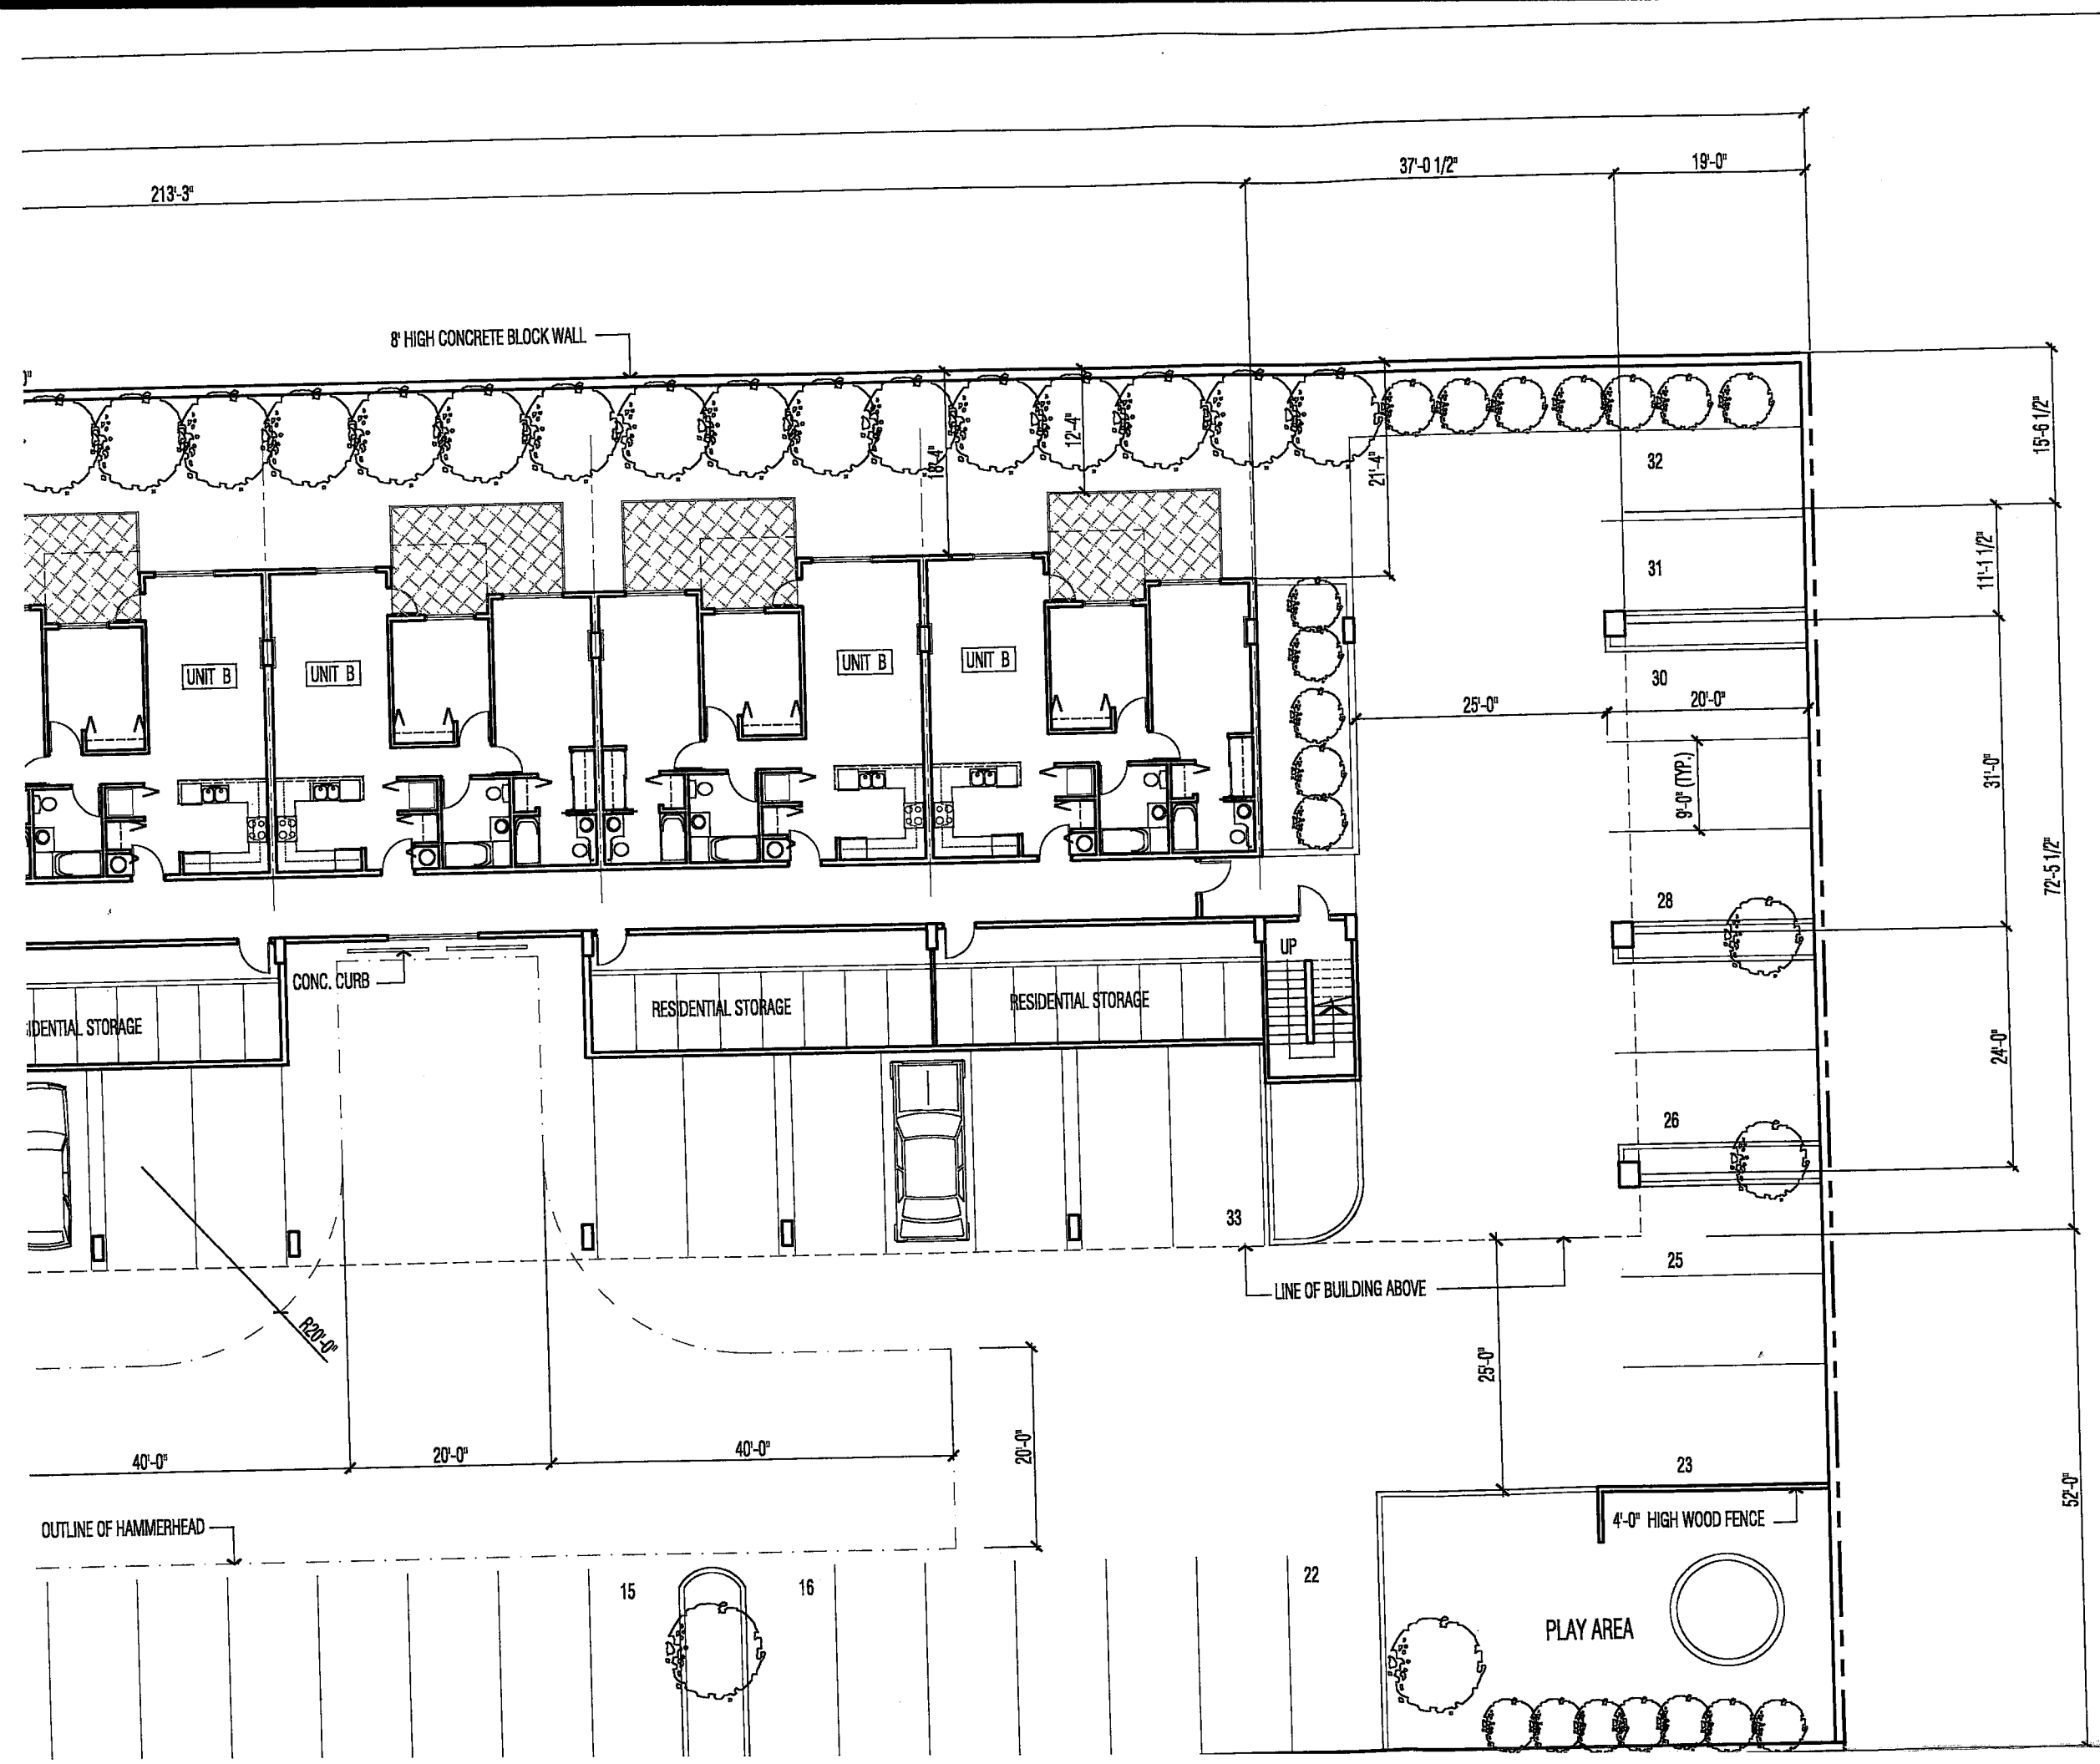 37'-0 1/2"
19'-0"
213'-3"
8' HIGH CONCRETE BLOCK WALL
0"
12'-4"
18'-4"
21'-4"
15'-6 1/2"
32
31
11'-1 1/2"
UNIT B
UNIT B
UNIT B
UNIT B
30
25'-0"
20'-0"
9'-0" (TYP.)
31'-0"
72'-5 1/2"
28
UP
CONC. CURB
RESIDENTIAL STORAGE
RESIDENTIAL STORAGE
IDENTIAL STORAGE
24'-0"
26
33
25
LINE OF BUILDING ABOVE
R20'-0"
25'-0"
40'-0"
20'-0"
40'-0"
20'-0"
23
52'-0"
OUTLINE OF HAMMERHEAD
4'-0" HIGH WOOD FENCE
15
16
22
PLAY AREA